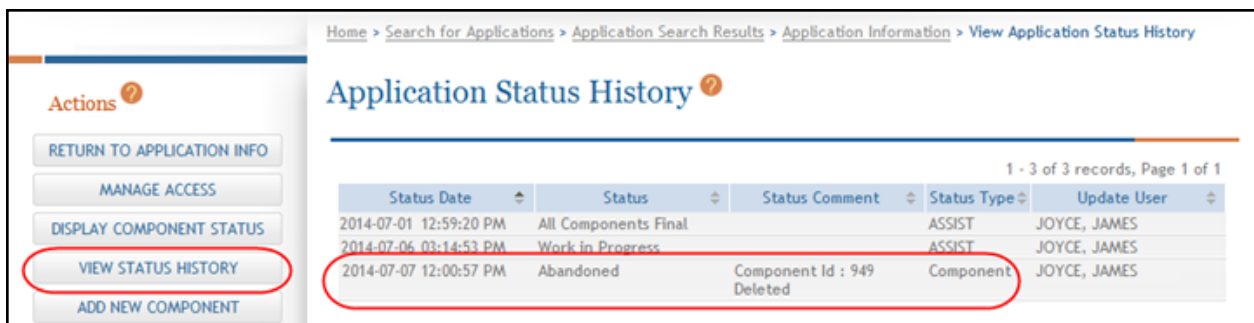 Home > Search for Applications > Application Search Results > Application Information > View Application Status History
Actions ?
RETURN TO APPLICATION INFO
MANAGE ACCESS
DISPLAY COMPONENT STATUS
VIEW STATUS HISTORY
ADD NEW COMPONENT
Application Status History ?
1 - 3 of 3 records, Page 1 of 1
Status Date Status Status Comment Status Type Update User
2014-07-01 12:59:20 PM All Components Final ASSIST JOYCE, JAMES
2014-07-06 03:14:53 PM Work in Progress ASSIST JOYCE, JAMES
2014-07-07 12:00:57 PM Abandoned Component Id : 949 Component JOYCE, JAMES
Deleted